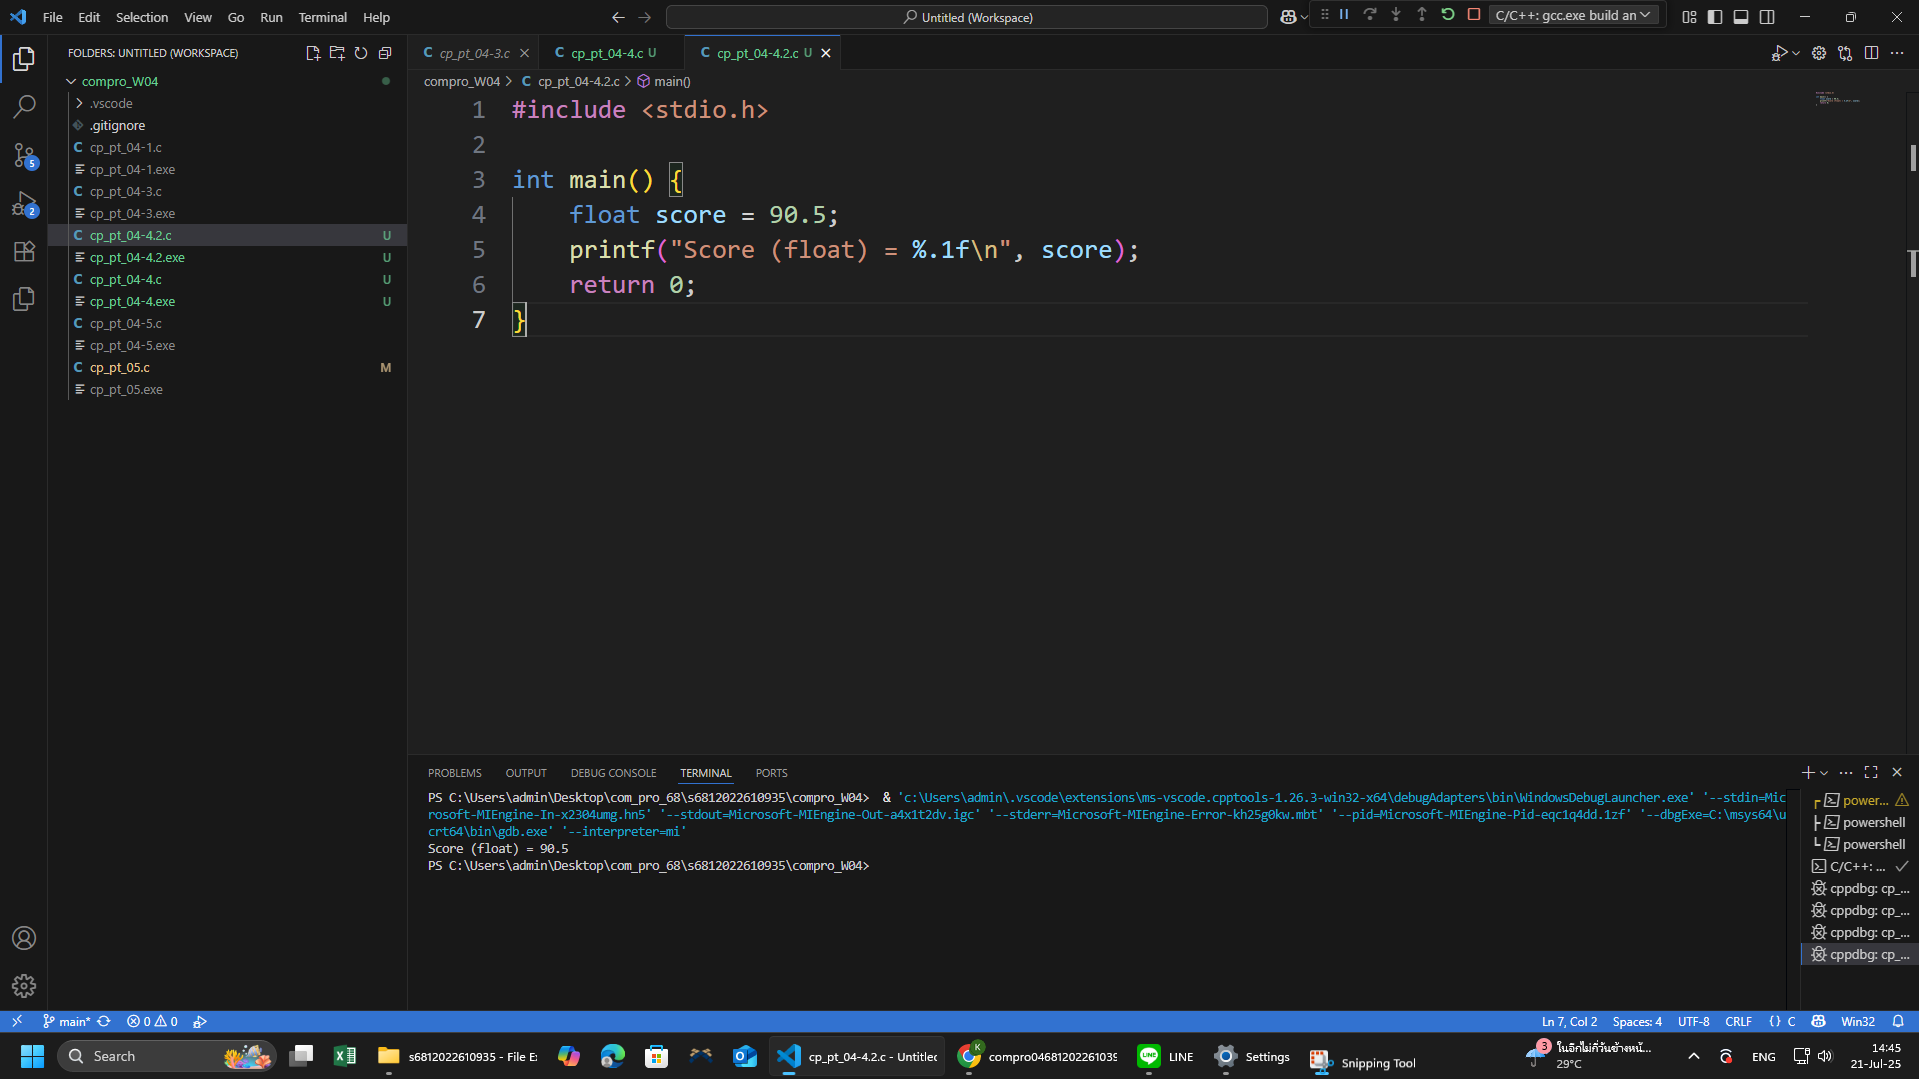 File Edit Selection View Go Run Terminal Help
Untitled (Workspace)
C/C++: gcc.exe build an
FOLDERS: UNTITLED (WORKSPACE)
compro_W04
.vscode
.gitignore
C cp_pt_04-1.c
cp_pt_04-1.exe
C cp_pt_04-3.c
cp_pt_04-3.exe
C cp_pt_04-4.2.c U
cp_pt_04-4.2.exe U
C cp_pt_04-4.c U
cp_pt_04-4.exe U
C cp_pt_04-5.c
cp_pt_04-5.exe
C cp_pt_05.c M
cp_pt_05.exe
5
2
C cp_pt_04-3.c
C cp_pt_04-4.c U
C cp_pt_04-4.2.c U
compro_W04 > C cp_pt_04-4.2.c > main()
1 #include <stdio.h>
2
3 int main() {
4 float score = 90.5;
5 printf("Score (float) = %.1f\n", score);
6 return 0;
7 }
PROBLEMS OUTPUT DEBUG CONSOLE TERMINAL PORTS
PS C:\Users\admin\Desktop\com_pro_68\s6812022610935\compro_W04> & 'c:\Users\admin\.vscode\extensions\ms-vscode.cpptools-1.26.3-win32-x64\debugAdapters\bin\WindowsDebugLauncher.exe' '--stdin=Mic
rosoft-MIEngine-In-x2304umg.hn5' '--stdout=Microsoft-MIEngine-Out-a4x1t2dv.igc' '--stderr=Microsoft-MIEngine-Error-kh25g0kw.mbt' '--pid=Microsoft-MIEngine-Pid-eqc1q4dd.1zf' '--dbgExe=C:\msys64\u
crt64\bin\gdb.exe' '--interpreter=mi'
Score (float) = 90.5
PS C:\Users\admin\Desktop\com_pro_68\s6812022610935\compro_W04>
power...
powershell
powershell
C/C++: ...
cppdbg: cp_...
cppdbg: cp_...
cppdbg: cp_...
cppdbg: cp_...
main* 0 0
Ln 7, Col 2 Spaces: 4 UTF-8 CRLF {} C Win32
Search
s6812022610935 - File Ex
cp_pt_04-4.2.c - Untitled
K
compro0468120226103
LINE
Settings
Snipping Tool
3
ในอีกไม่กี่วันข้างหน้...
29°C
ENG
14:45
21-Jul-25